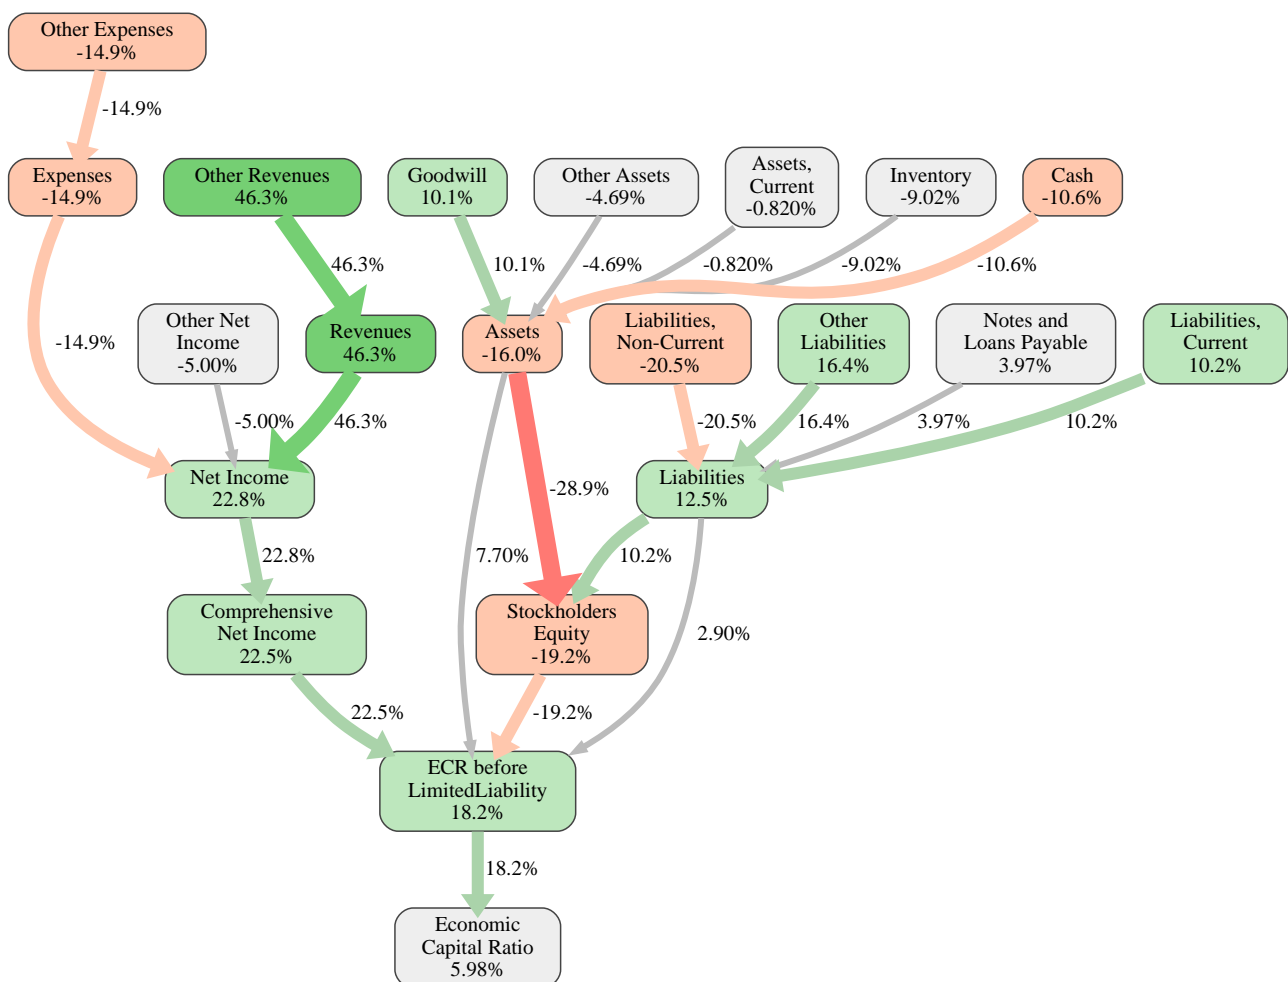 Other Expenses
-14.9%
-14.9%
Expenses
-14.9%
Other Revenues
46.3%
Goodwill
10.1%
Other Assets
-4.69%
Assets,
Current
-0.820%
Inventory
-9.02%
Cash
-10.6%
46.3%
10.1%
-4.69%
-0.820%
-9.02%
-10.6%
-14.9%
Other Net
Income
-5.00%
Revenues
46.3%
Assets
-16.0%
Liabilities,
Non-Current
-20.5%
Other
Liabilities
16.4%
Notes and
Loans Payable
3.97%
Liabilities,
Current
10.2%
-5.00%
46.3%
-20.5%
16.4%
3.97%
10.2%
Net Income
22.8%
-28.9%
Liabilities
12.5%
22.8%
7.70%
10.2%
Comprehensive
Net Income
22.5%
Stockholders
Equity
-19.2%
2.90%
22.5%
-19.2%
ECR before
LimitedLiability
18.2%
18.2%
Economic
Capital Ratio
5.98%